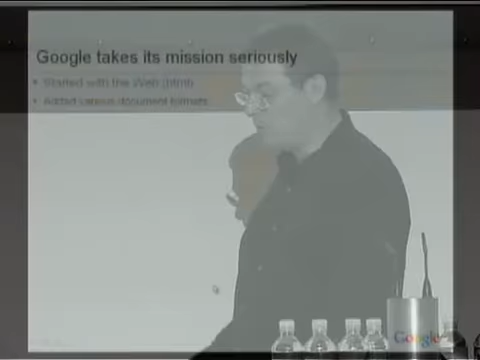 Google takes its mission seriously
• Started with the Web (html)
• Added various document formats
Google